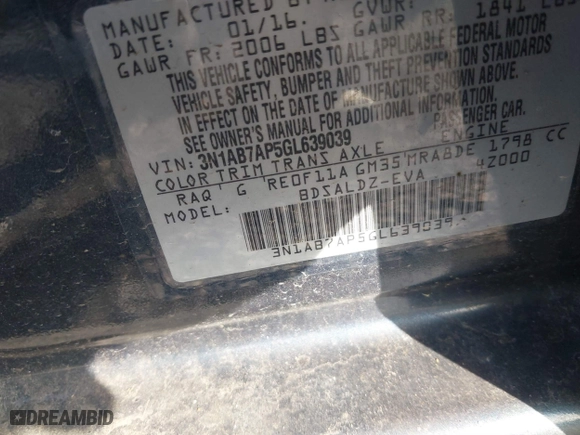 MANUFACTURED BY
DATE: 01/16. GVWR:
GAWR FR: 2006 LBS GAWR RR: 1841 LBS
THIS VEHICLE CONFORMS TO ALL APPLICABLE FEDERAL MOTOR
VEHICLE SAFETY, BUMPER AND THEFT PREVENTION STANDARDS
IN EFFECT ON THE DATE OF MANUFACTURE SHOWN ABOVE.
SEE OWNER'S MANUAL FOR ADDITIONAL INFORMATION.
PASSENGER CAR.
VIN: 3N1AB7AP5GL639039
COLOR TRIM TRANS AXLE ENGINE
RAQ G RE0F11A GM35 MRA8DE 1798 CC
MODEL: BDSALDZ-EVA 4Z000
3N1AB7AP5GL639039
DREAMBID